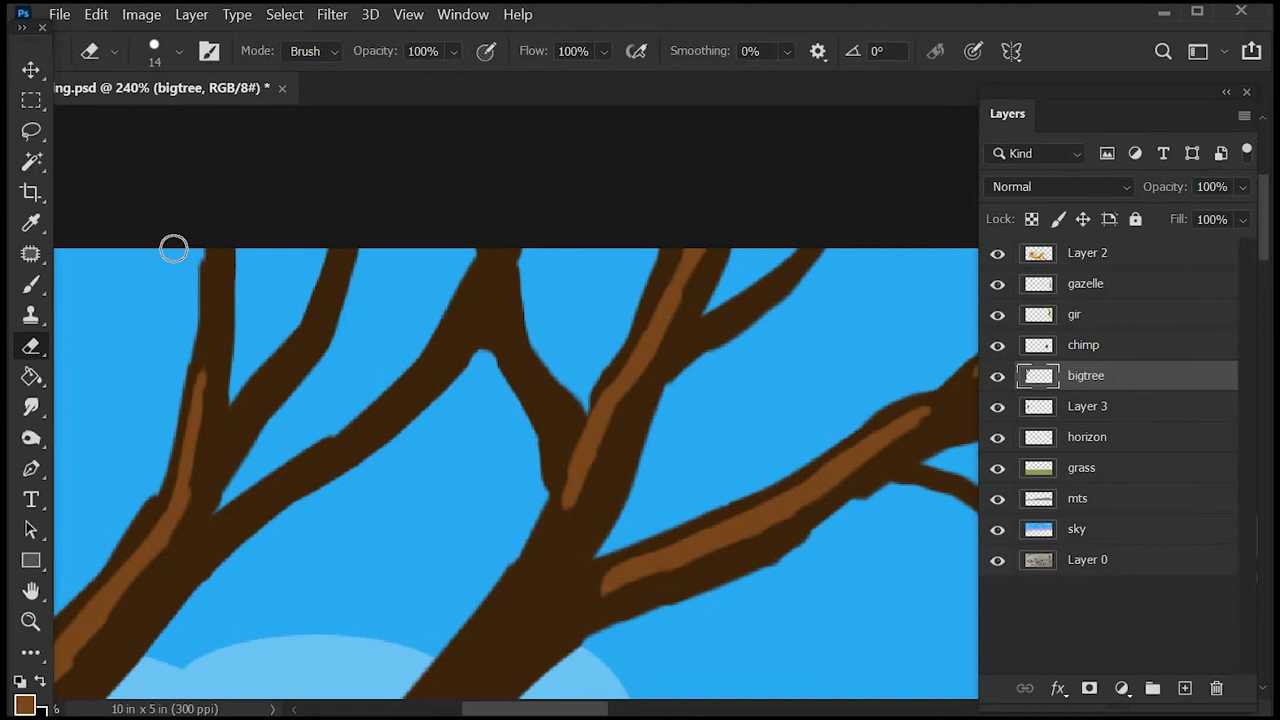 Ps File Edit Image Layer Type Select Filter 3D View Window Help
14 Mode: Brush Opacity: 100% Flow: 100% Smoothing: 0% 0°
ng.psd @ 240% (bigtree, RGB/8#) *
Layers
Kind
Normal Opacity: 100%
Lock: Fill: 100%
Layer 2
gazelle
gir
chimp
bigtree
Layer 3
horizon
grass
mts
sky
Layer 0
% 10 in x 5 in (300 ppi)